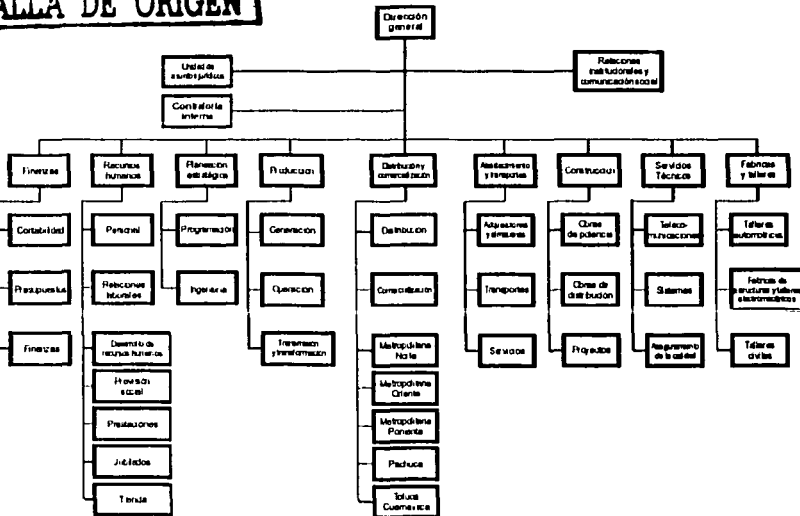 ALLA DE ORIGEN
Dirección
general
Unidad de
asuntos jurídicos
Relaciones
institucionales y
comunicación social
Contraloría
interna
Finanzas
Recursos
humanos
Planeación
estratégica
Producción
Distribución y
comercialización
Abastecimiento
y transportes
Construcción
Servicios
Técnicos
Fábricas
y talleres
Contabilidad
Personal
Programación
Generación
Distribución
Adquisiciones
y almacenes
Obras
de potencia
Teleco-
municaciones
Talleres
automotrices
Presupuestos
Relaciones
laborales
Ingeniería
Operación
Comercialización
Transportes
Obras de
distribución
Sistemas
Fábricas de
estructuras y talleres
electromecánicos
Finanzas
Desarrollo de
recursos humanos
Transmisión
y transformación
Metropolitana
Norte
Servicios
Proyectos
Aseguramiento
de la calidad
Talleres
civiles
Previsión
social
Metropolitana
Oriente
Prestaciones
Metropolitana
Poniente
Jubilados
Pachuca
Tienda
Toluca
Cuernavaca